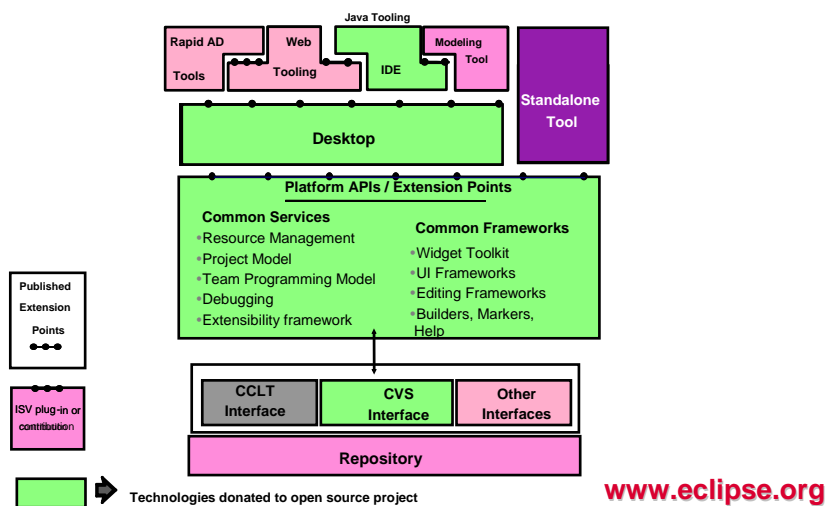 Java Tooling
Rapid AD
Tools
Web
Tooling
IDE
Modeling
Tool
Standalone
Tool
Desktop
Platform APIs / Extension Points
Common Services
•Resource Management
•Project Model
•Team Programming Model
•Debugging
•Extensibility framework
Common Frameworks
•Widget Toolkit
•UI Frameworks
•Editing Frameworks
•Builders, Markers,
Help
Published
Extension
Points
CCLT
Interface
CVS
Interface
Other
Interfaces
ISV plug-in or
contribution
Repository
Technologies donated to open source project
www.eclipse.org